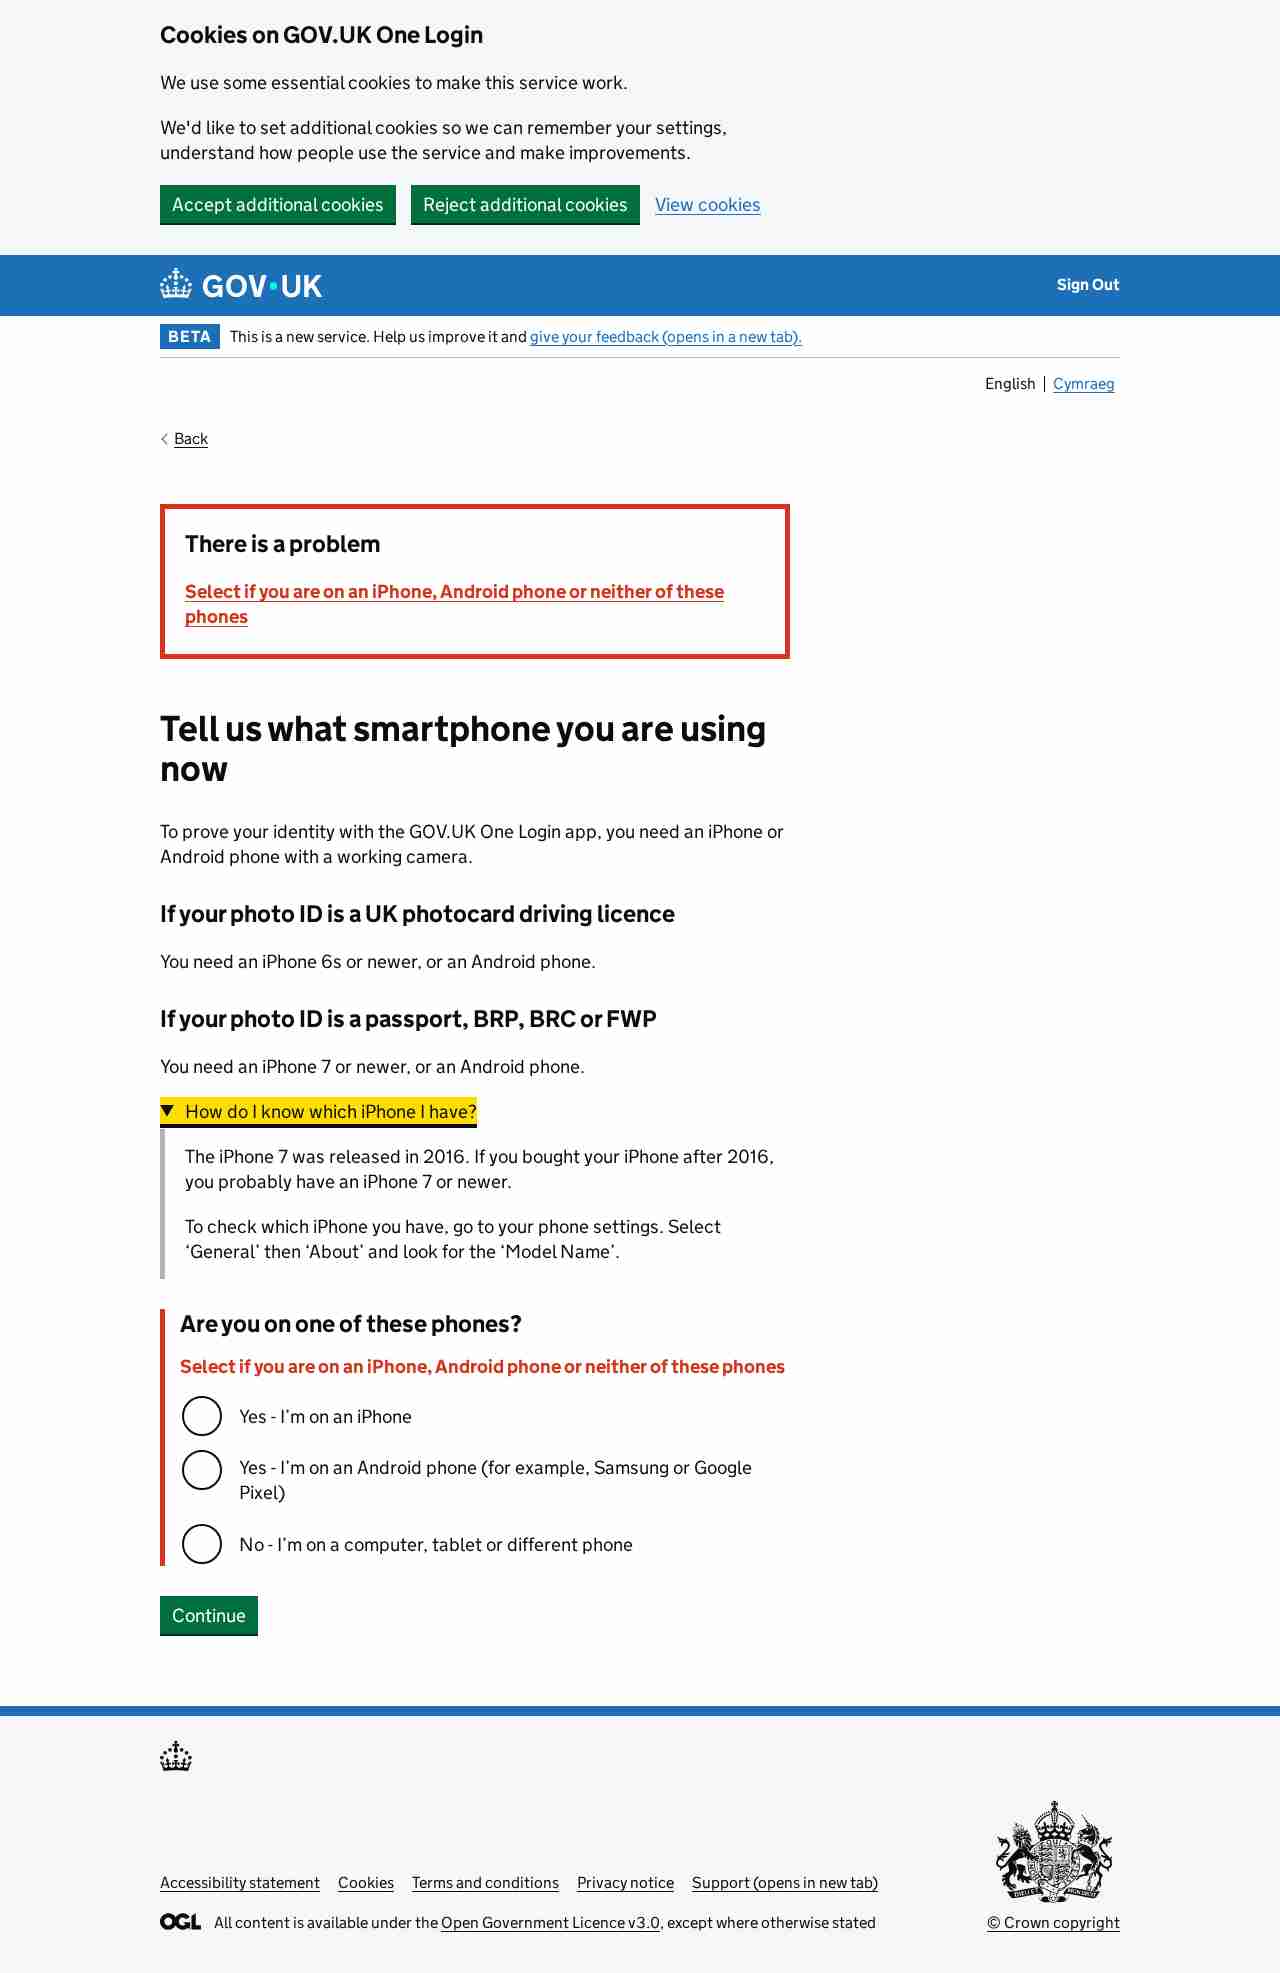 Cookies on GOV.UK One Login
We use some essential cookies to make this service work.
We'd like to set additional cookies so we can remember your settings,
understand how people use the service and make improvements.
Accept additional cookies Reject additional cookies View cookies
GOV·UK Sign Out
BETA This is a new service. Help us improve it and give your feedback (opens in a new tab).
English Cymraeg
Back
There is a problem
Select if you are on an iPhone, Android phone or neither of these
phones
Tell us what smartphone you are using
now
To prove your identity with the GOV.UK One Login app, you need an iPhone or
Android phone with a working camera.
If your photo ID is a UK photocard driving licence
You need an iPhone 6s or newer, or an Android phone.
If your photo ID is a passport, BRP, BRC or FWP
You need an iPhone 7 or newer, or an Android phone.
How do I know which iPhone I have?
The iPhone 7 was released in 2016. If you bought your iPhone after 2016,
you probably have an iPhone 7 or newer.
To check which iPhone you have, go to your phone settings. Select
‘General’ then ‘About’ and look for the ‘Model Name’.
Are you on one of these phones?
Select if you are on an iPhone, Android phone or neither of these phones
Yes - I’m on an iPhone
Yes - I’m on an Android phone (for example, Samsung or Google
Pixel)
No - I’m on a computer, tablet or different phone
Continue
Accessibility statement Cookies Terms and conditions Privacy notice Support (opens in new tab)
OGL All content is available under the Open Government Licence v3.0, except where otherwise stated
© Crown copyright